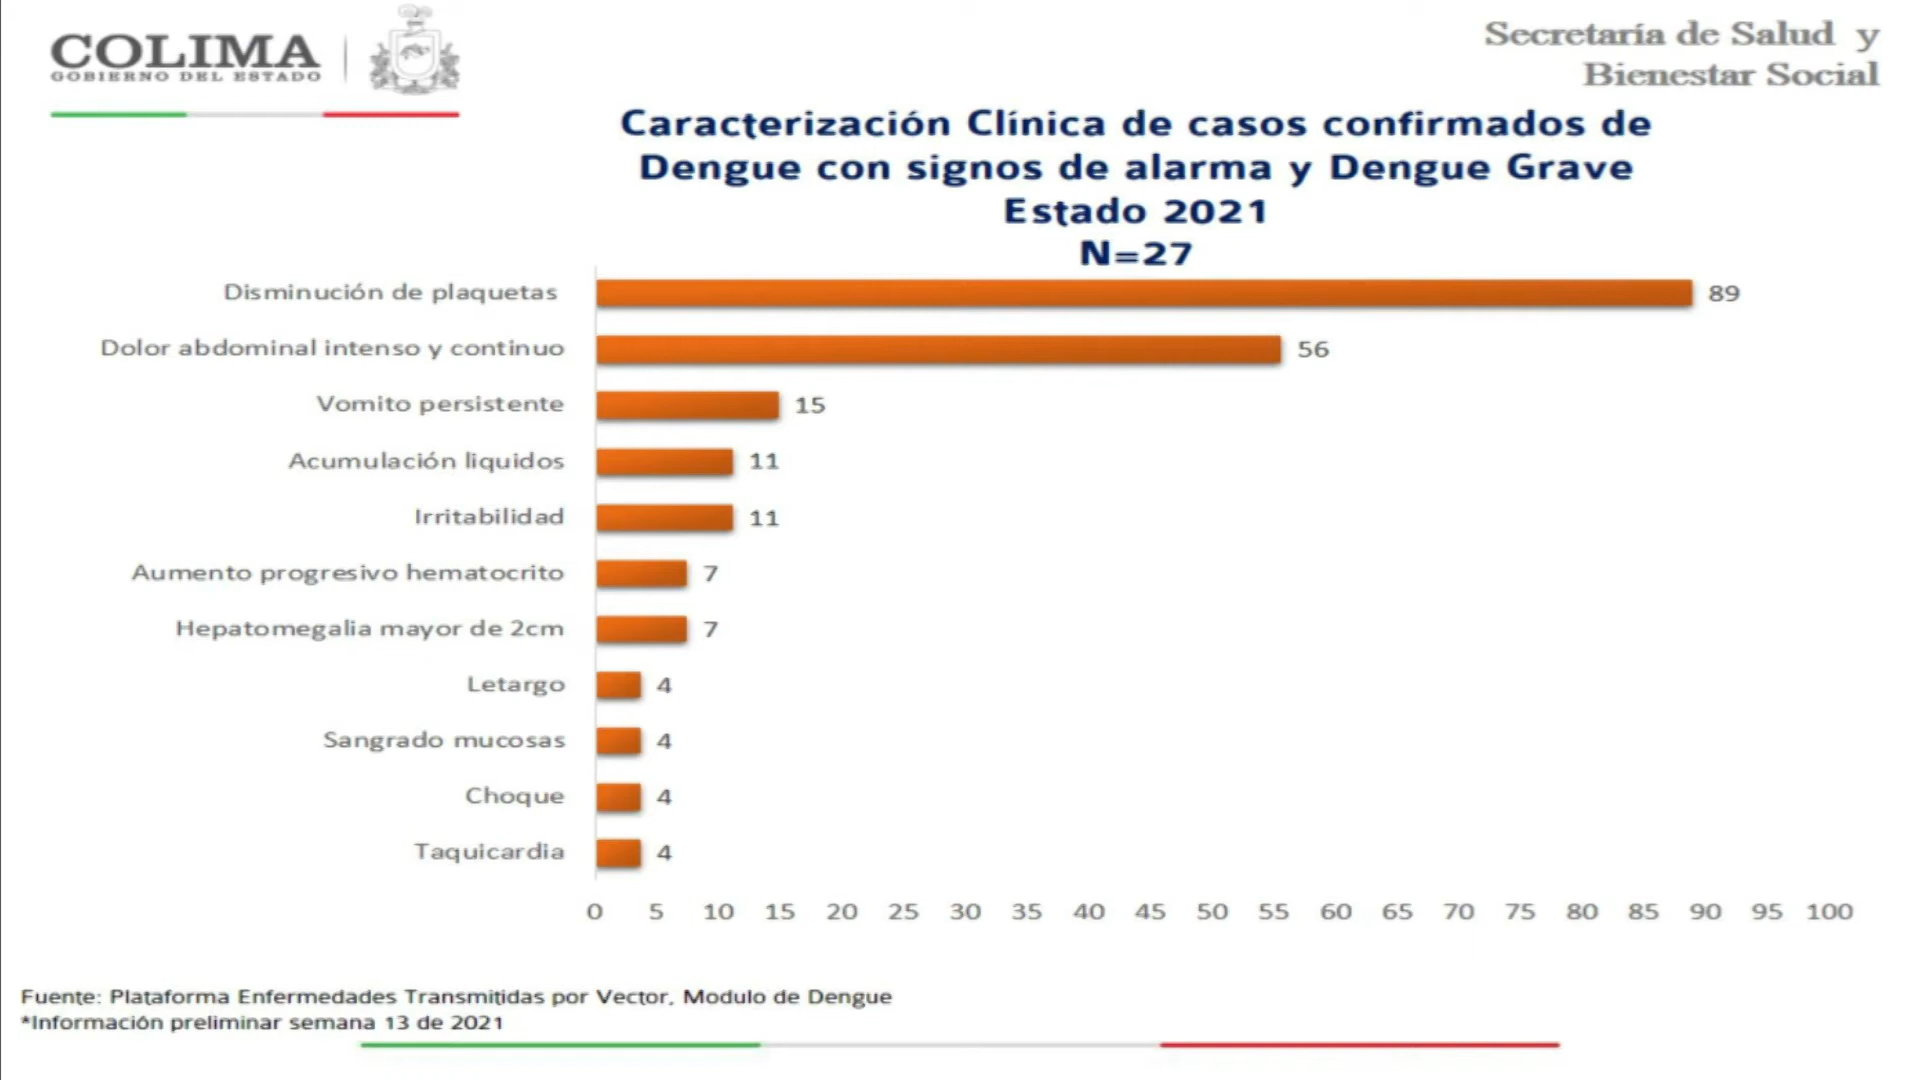 COLIMA
GOBIERNO DEL ESTADO
Secretaría de Salud y
Bienestar Social
Caracterización Clínica de casos confirmados de
Dengue con signos de alarma y Dengue Grave
Estado 2021
N=27
Disminución de plaquetas 89
Dolor abdominal intenso y continuo 56
Vomito persistente 15
Acumulación liquidos 11
Irritabilidad 11
Aumento progresivo hematocrito 7
Hepatomegalia mayor de 2cm 7
Letargo 4
Sangrado mucosas 4
Choque 4
Taquicardia 4
0 5 10 15 20 25 30 35 40 45 50 55 60 65 70 75 80 85 90 95 100
Fuente: Plataforma Enfermedades Transmitidas por Vector, Modulo de Dengue
*Información preliminar semana 13 de 2021